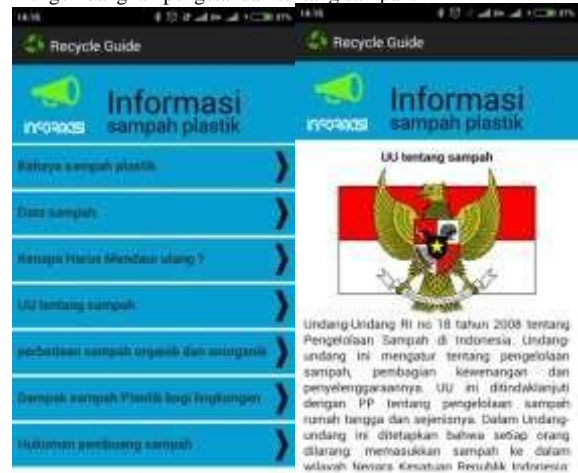 14:16
Recycle Guide
INFORMASI
Informasi
sampah plastik
Bahaya sampah plastik
Data sampah
Kenapa Harus Mendaur ulang ?
UU tentang sampah
perbedaan sampah organik dan anorganik
Dampak sampah Plastik bagi lingkungan
Hukuman pembuang sampah
Recycle Guide
INFORMASI
Informasi
sampah plastik
UU tentang sampah
Undang-Undang RI no 18 tahun 2008 tentang
Pengelolaan Sampah di Indonesia. Undang-
undang ini mengatur tentang pengelolaan
sampah, pembagian kewenangan dan
penyelenggaraannya. UU ini ditindaklanjuti
dengan PP tentang pengelolaan sampah
rumah tangga dan sejenisnya. Dalam Undang-
undang ini ditetapkan bahwa setiap orang
dilarang memasukkan sampah ke dalam
wilayah Negara Kesatuan Republik Indonesia